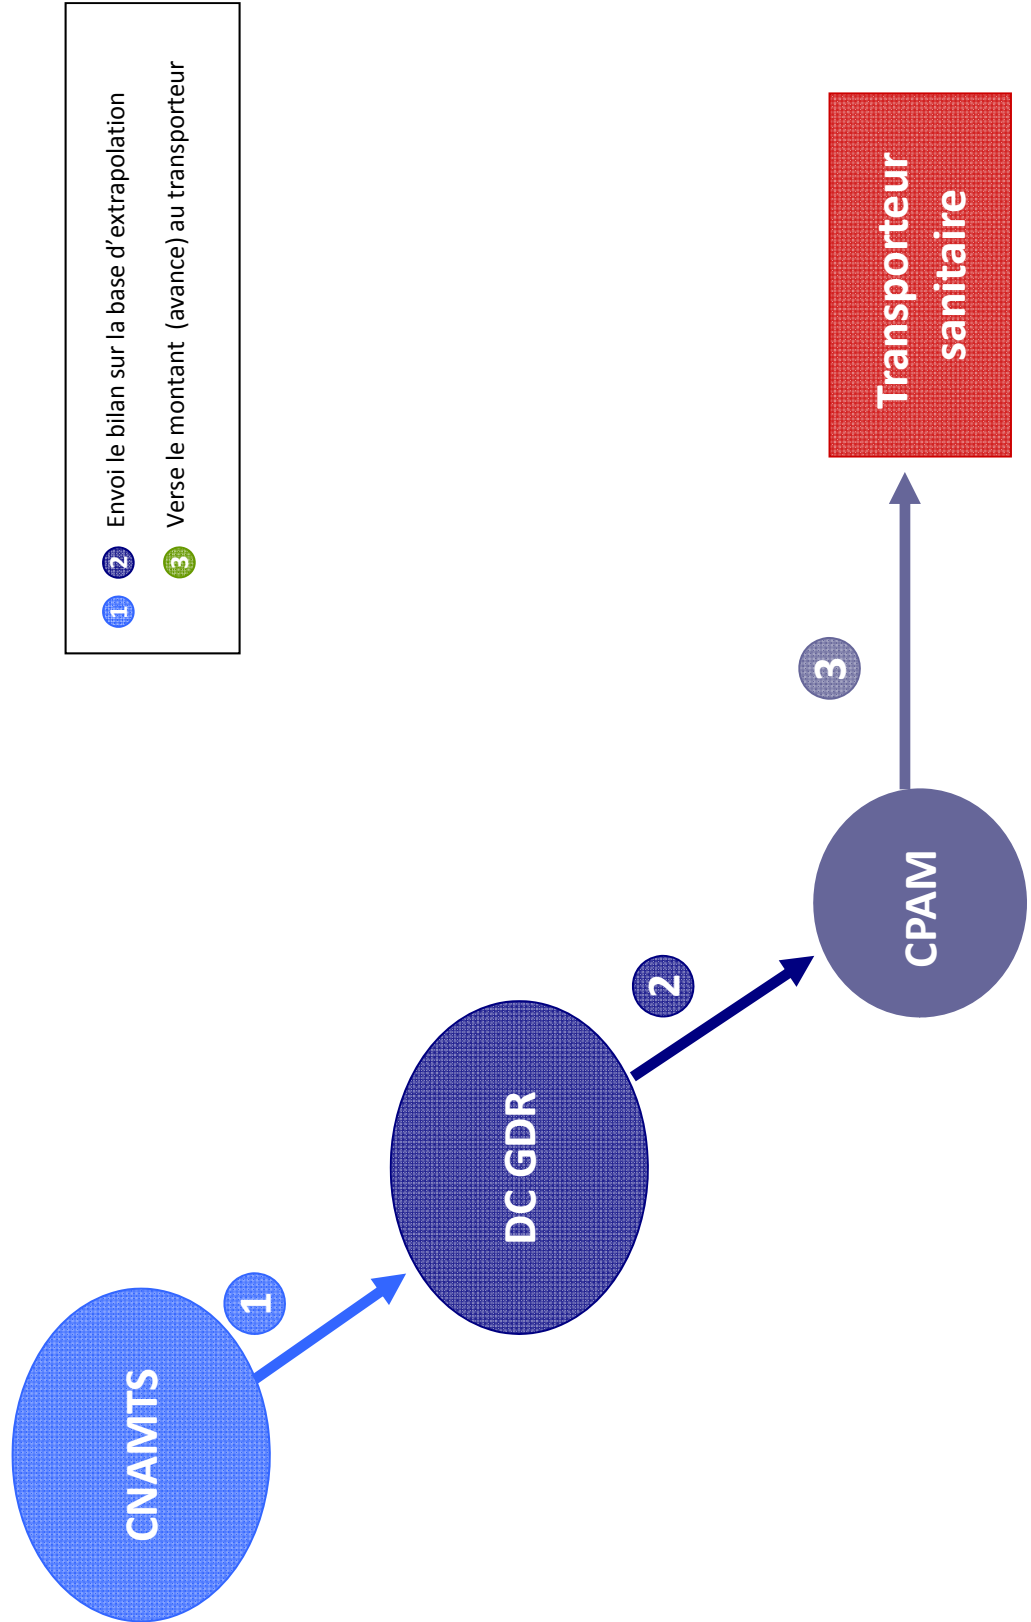 CNAMTS
1
DC GDR
2
CPAM
3
Transporteur
sanitaire
1 2 Envoi le bilan sur la base d’extrapolation
3 Verse le montant (avance) au transporteur